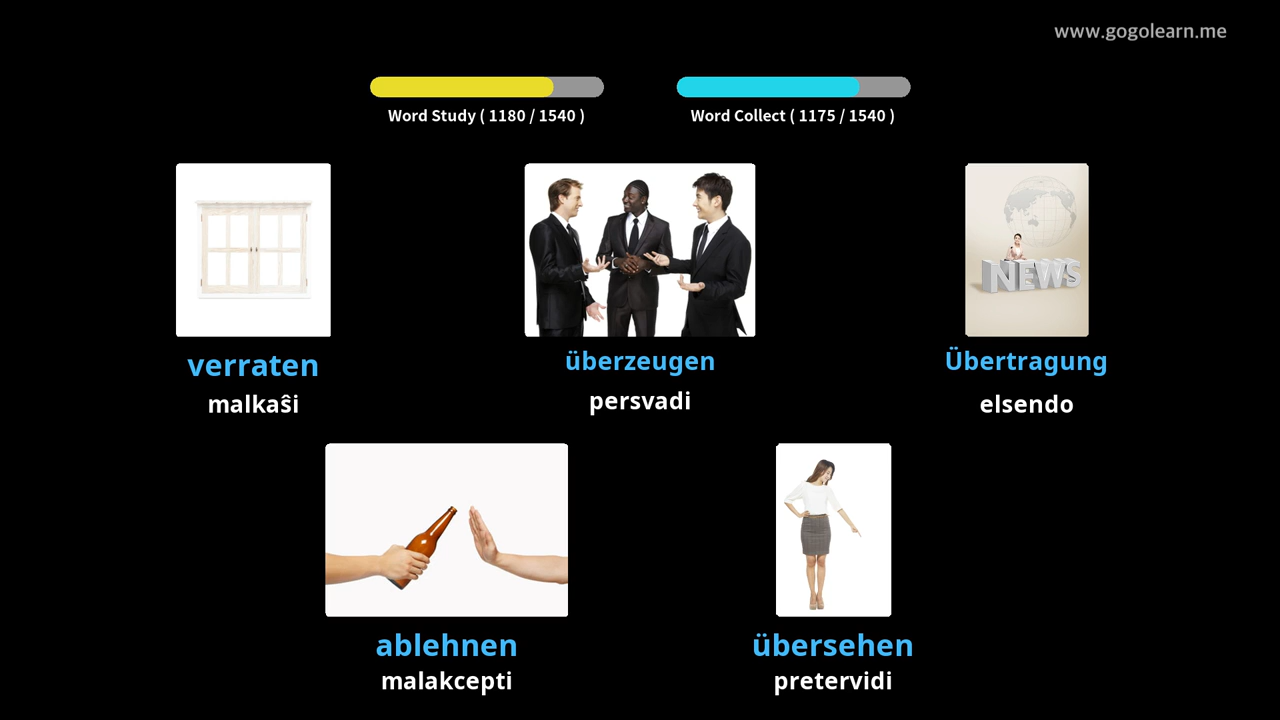 www.gogolearn.me
Word Study ( 1180 / 1540 )
Word Collect ( 1175 / 1540 )
NEWS
verraten
malkaŝi
überzeugen
persvadi
Übertragung
elsendo
ablehnen
malakcepti
übersehen
pretervidi